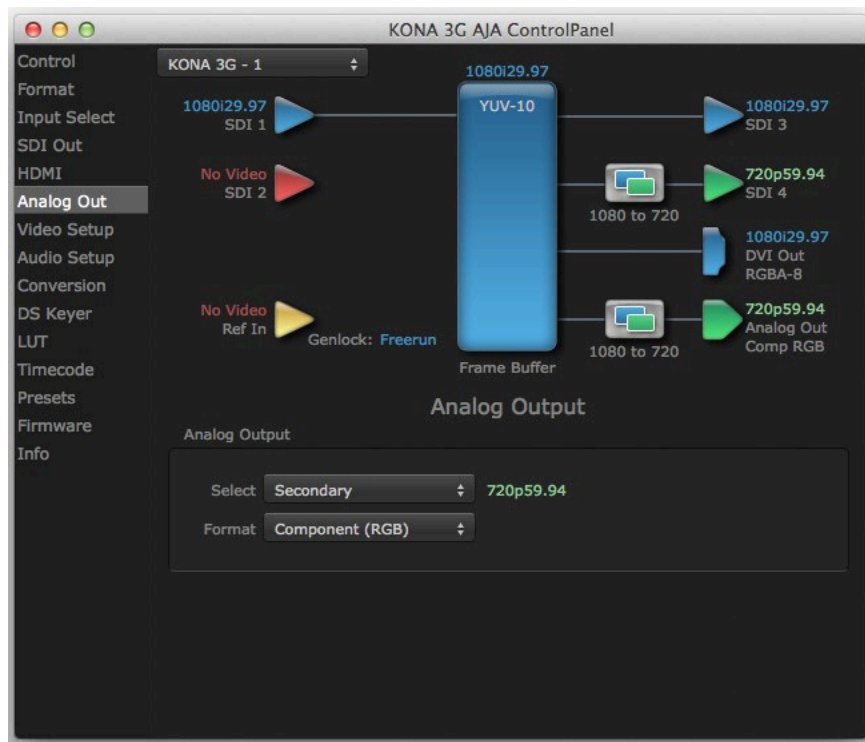 KONA 3G AJA ControlPanel
Control
Format
Input Select
SDI Out
HDMI
Analog Out
Video Setup
Audio Setup
Conversion
DS Keyer
LUT
Timecode
Presets
Firmware
Info
KONA 3G - 1
1080i29.97
YUV-10
1080i29.97
SDI 1
1080i29.97
SDI 3
No Video
SDI 2
1080 to 720
720p59.94
SDI 4
1080i29.97
DVI Out
RGBA-8
No Video
Ref In
Genlock: Freerun
1080 to 720
720p59.94
Analog Out
Comp RGB
Frame Buffer
Analog Output
Analog Output
Select Secondary 720p59.94
Format Component (RGB)